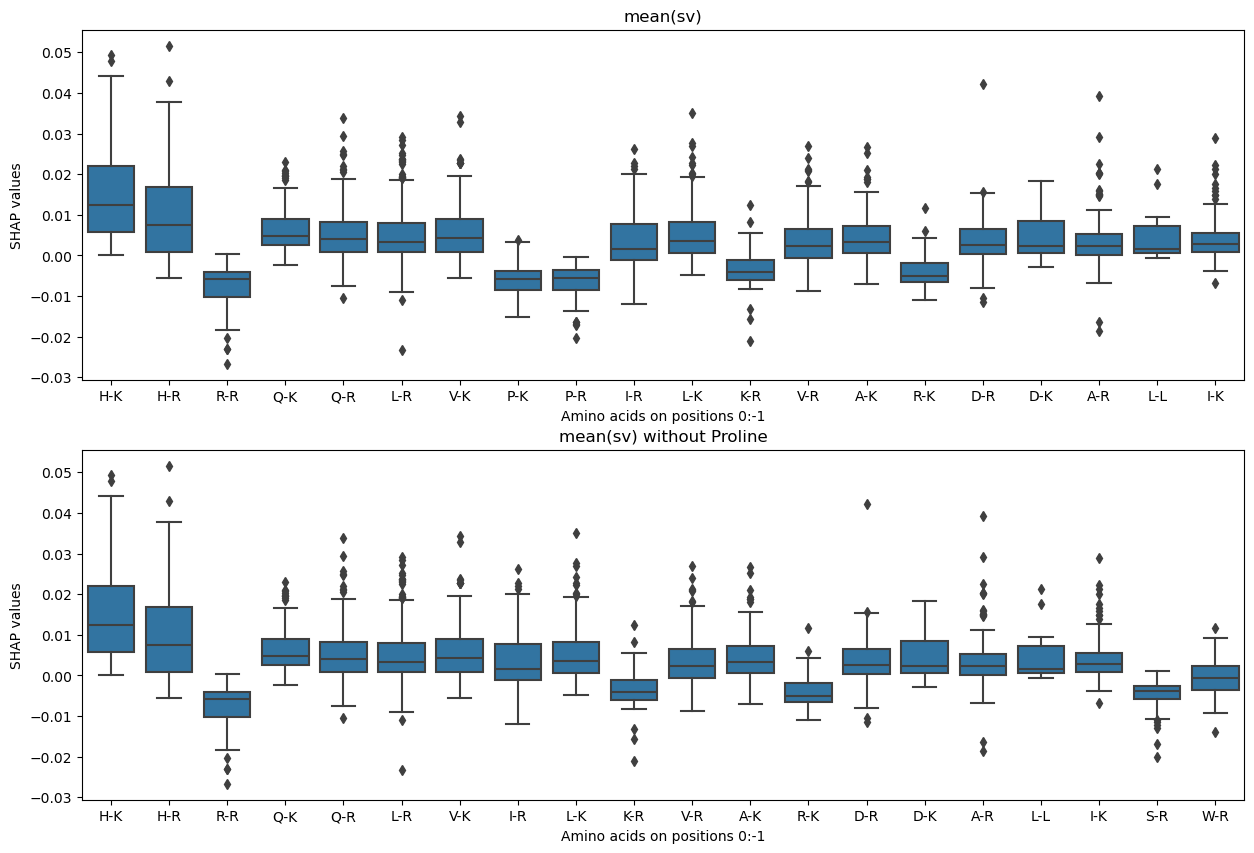 mean(sv)
SHAP values
0.05
0.04
0.03
0.02
0.01
0.00
−0.01
−0.02
−0.03
H-K H-R R-R Q-K Q-R L-R V-K P-K P-R I-R L-K K-R V-R A-K R-K D-R D-K A-R L-L I-K
Amino acids on positions 0:-1
mean(sv) without Proline
SHAP values
0.05
0.04
0.03
0.02
0.01
0.00
−0.01
−0.02
−0.03
H-K H-R R-R Q-K Q-R L-R V-K I-R L-K K-R V-R A-K R-K D-R D-K A-R L-L I-K S-R W-R
Amino acids on positions 0:-1